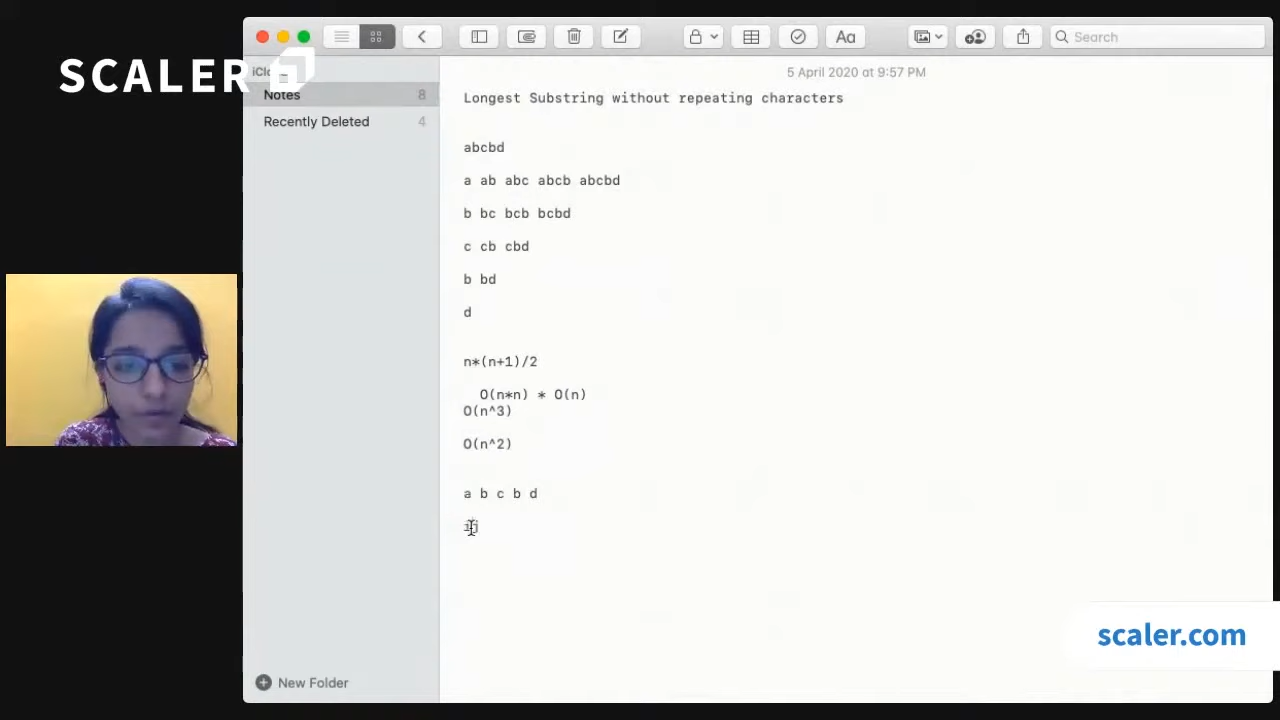 SCALER
5 April 2020 at 9:57 PM
Search
Aa
Notes 8
Recently Deleted 4
Longest Substring without repeating characters
abcbd
a ab abc abcb abcbd
b bc bcb bcbd
c cb cbd
b bd
d
n*(n+1)/2
O(n*n) * O(n)
O(n^3)
O(n^2)
a b c b d
scaler.com
New Folder